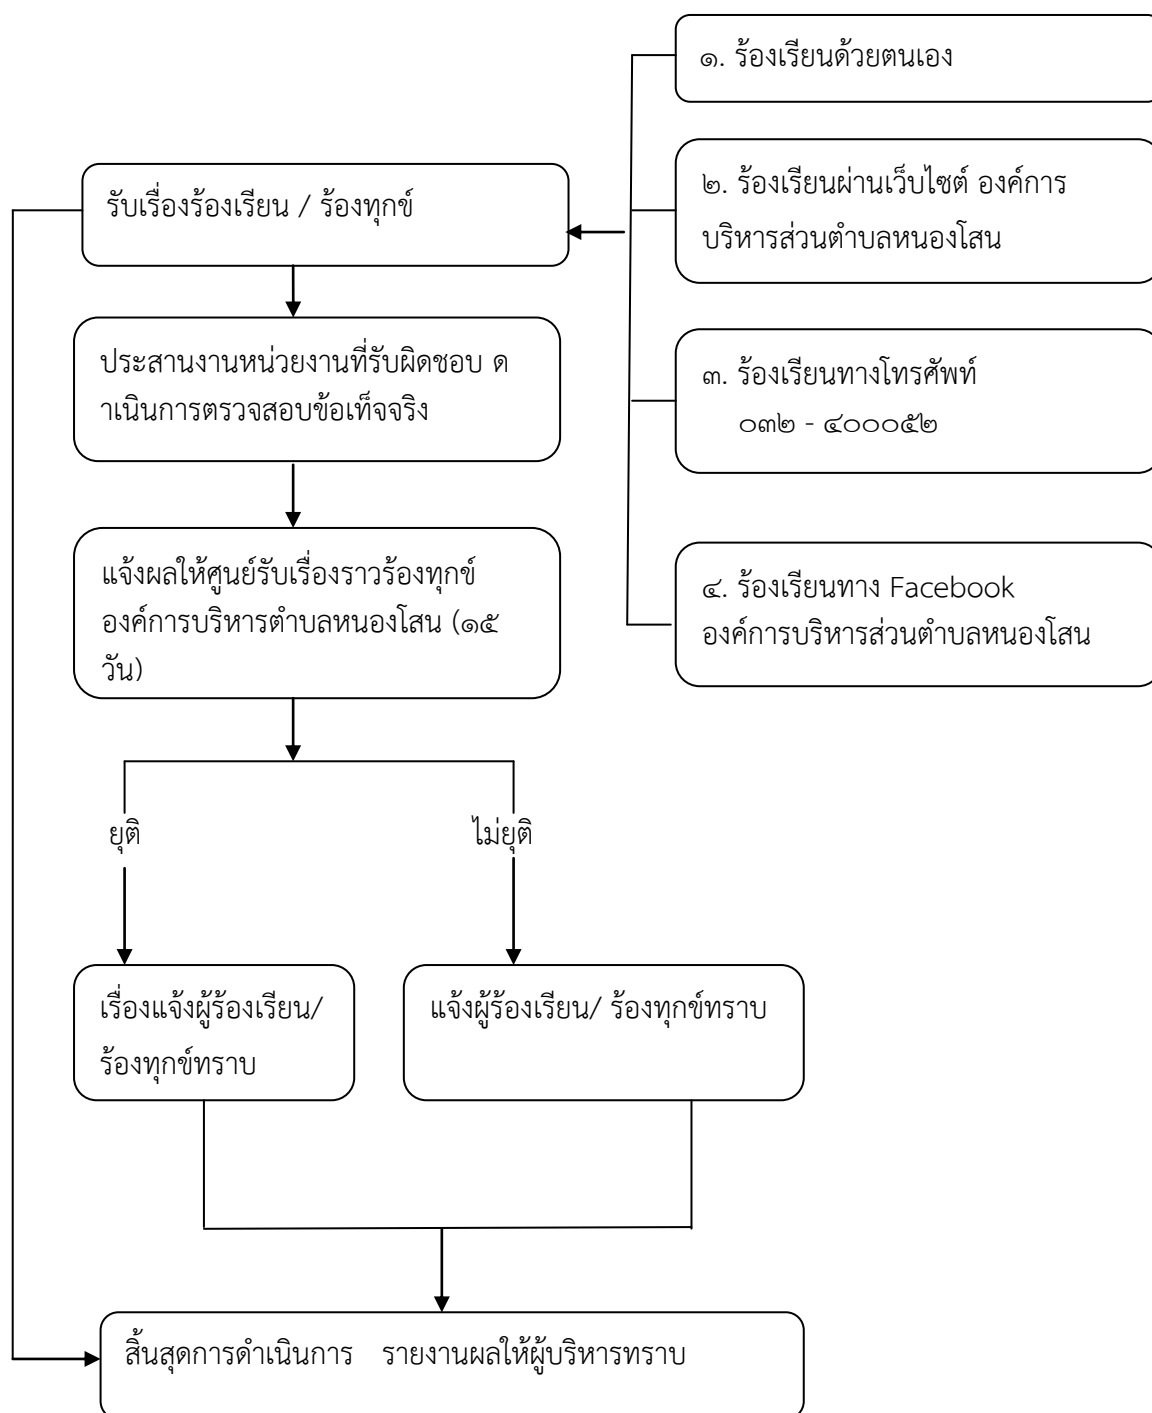 ๑. ร้องเรียนด้วยตนเอง
๒. ร้องเรียนผ่านเว็บไซต์ องค์การ
บริหารส่วนตำบลหนองโสน
๓. ร้องเรียนทางโทรศัพท์
๐๓๒ - ๔๐๐๐๕๒
๔. ร้องเรียนทาง Facebook
องค์การบริหารส่วนตำบลหนองโสน
รับเรื่องร้องเรียน / ร้องทุกข์
ประสานงานหน่วยงานที่รับผิดชอบ ด
าเนินการตรวจสอบข้อเท็จจริง
แจ้งผลให้ศูนย์รับเรื่องราวร้องทุกข์
องค์การบริหารตำบลหนองโสน (๑๕
วัน)
ยุติ
ไม่ยุติ
เรื่องแจ้งผู้ร้องเรียน/
ร้องทุกข์ทราบ
แจ้งผู้ร้องเรียน/ ร้องทุกข์ทราบ
สิ้นสุดการดำเนินการ รายงานผลให้ผู้บริหารทราบ